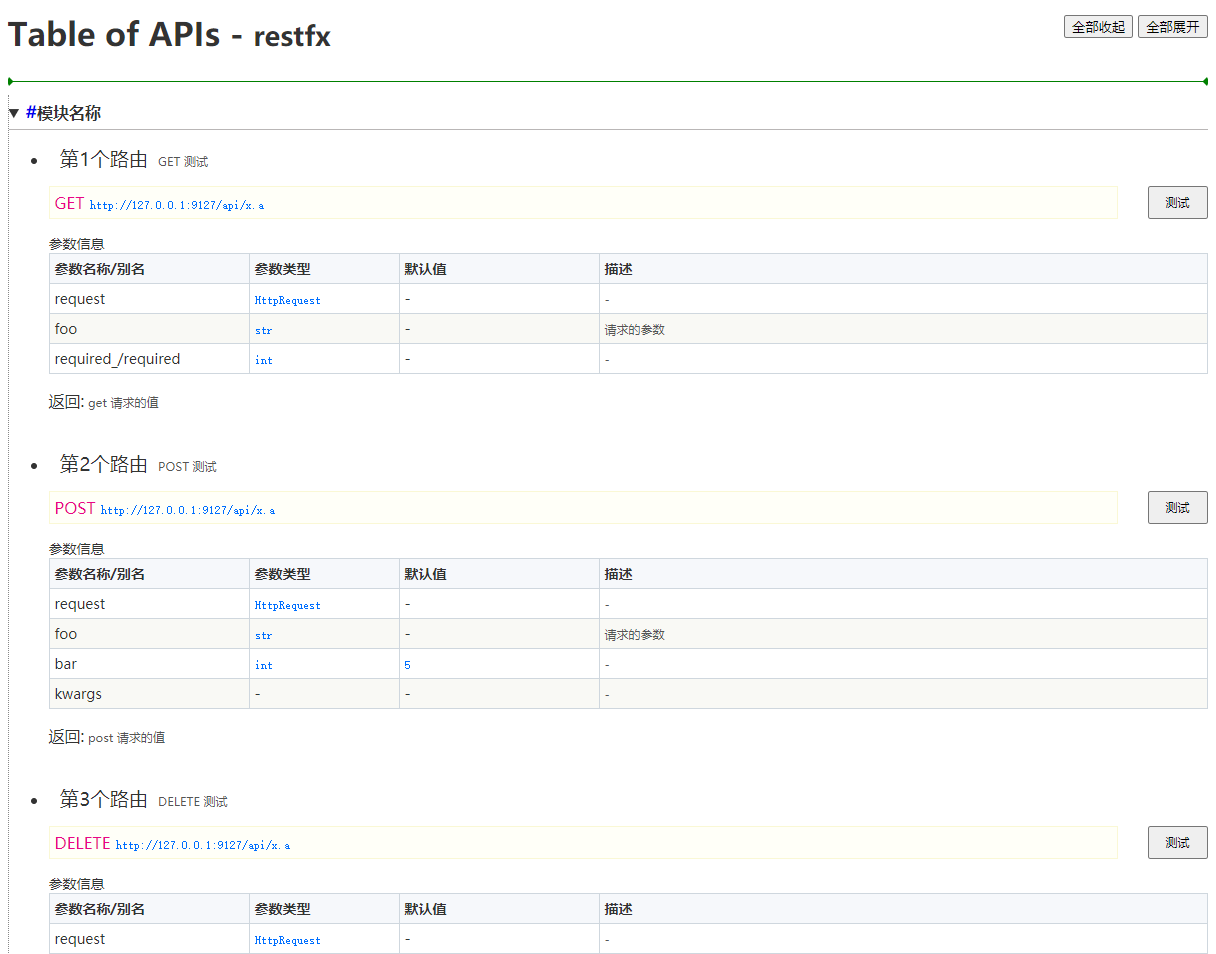 Table of APIs - restfx
全部收起 全部展开
#模块名称
第1个路由 GET 测试
GET http://127.0.0.1:9127/api/x.a 测试
参数信息
参数名称/别名 参数类型 默认值 描述
request HttpRequest - -
foo str - 请求的参数
required_/required int - -
返回: get 请求的值
第2个路由 POST 测试
POST http://127.0.0.1:9127/api/x.a 测试
参数信息
参数名称/别名 参数类型 默认值 描述
request HttpRequest - -
foo str - 请求的参数
bar int 5 -
kwargs - - -
返回: post 请求的值
第3个路由 DELETE 测试
DELETE http://127.0.0.1:9127/api/x.a 测试
参数信息
参数名称/别名 参数类型 默认值 描述
request HttpRequest - -